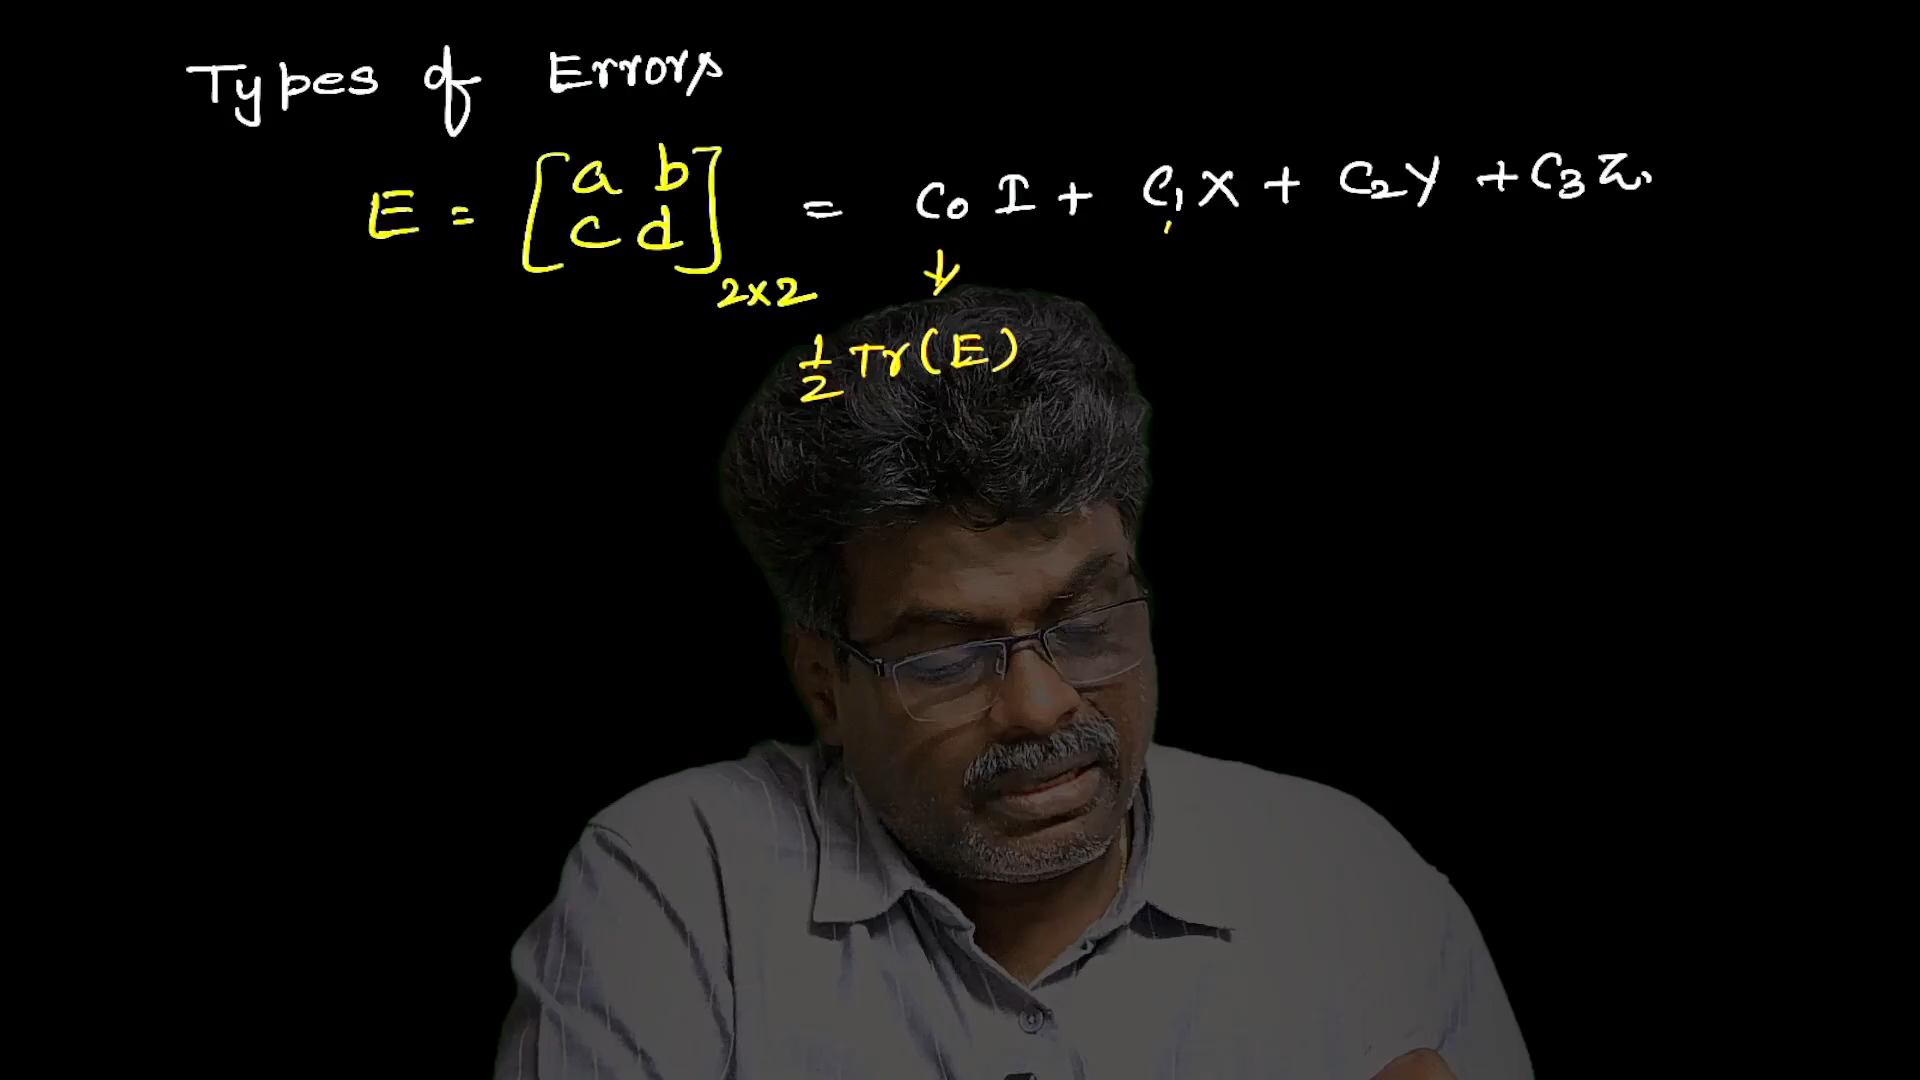 Types of Errors
E = [a b
c d]2x2 = C0 I + C1 X + C2 Y + C3 Z.
1/2 Tr(E)